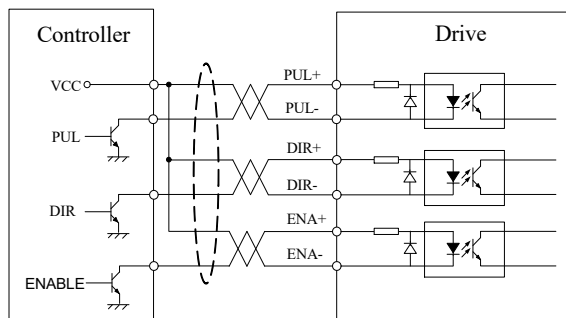 Controller
Drive
VCC
PUL+
PUL-
PUL
DIR+
DIR-
DIR
ENA+
ENA-
ENABLE